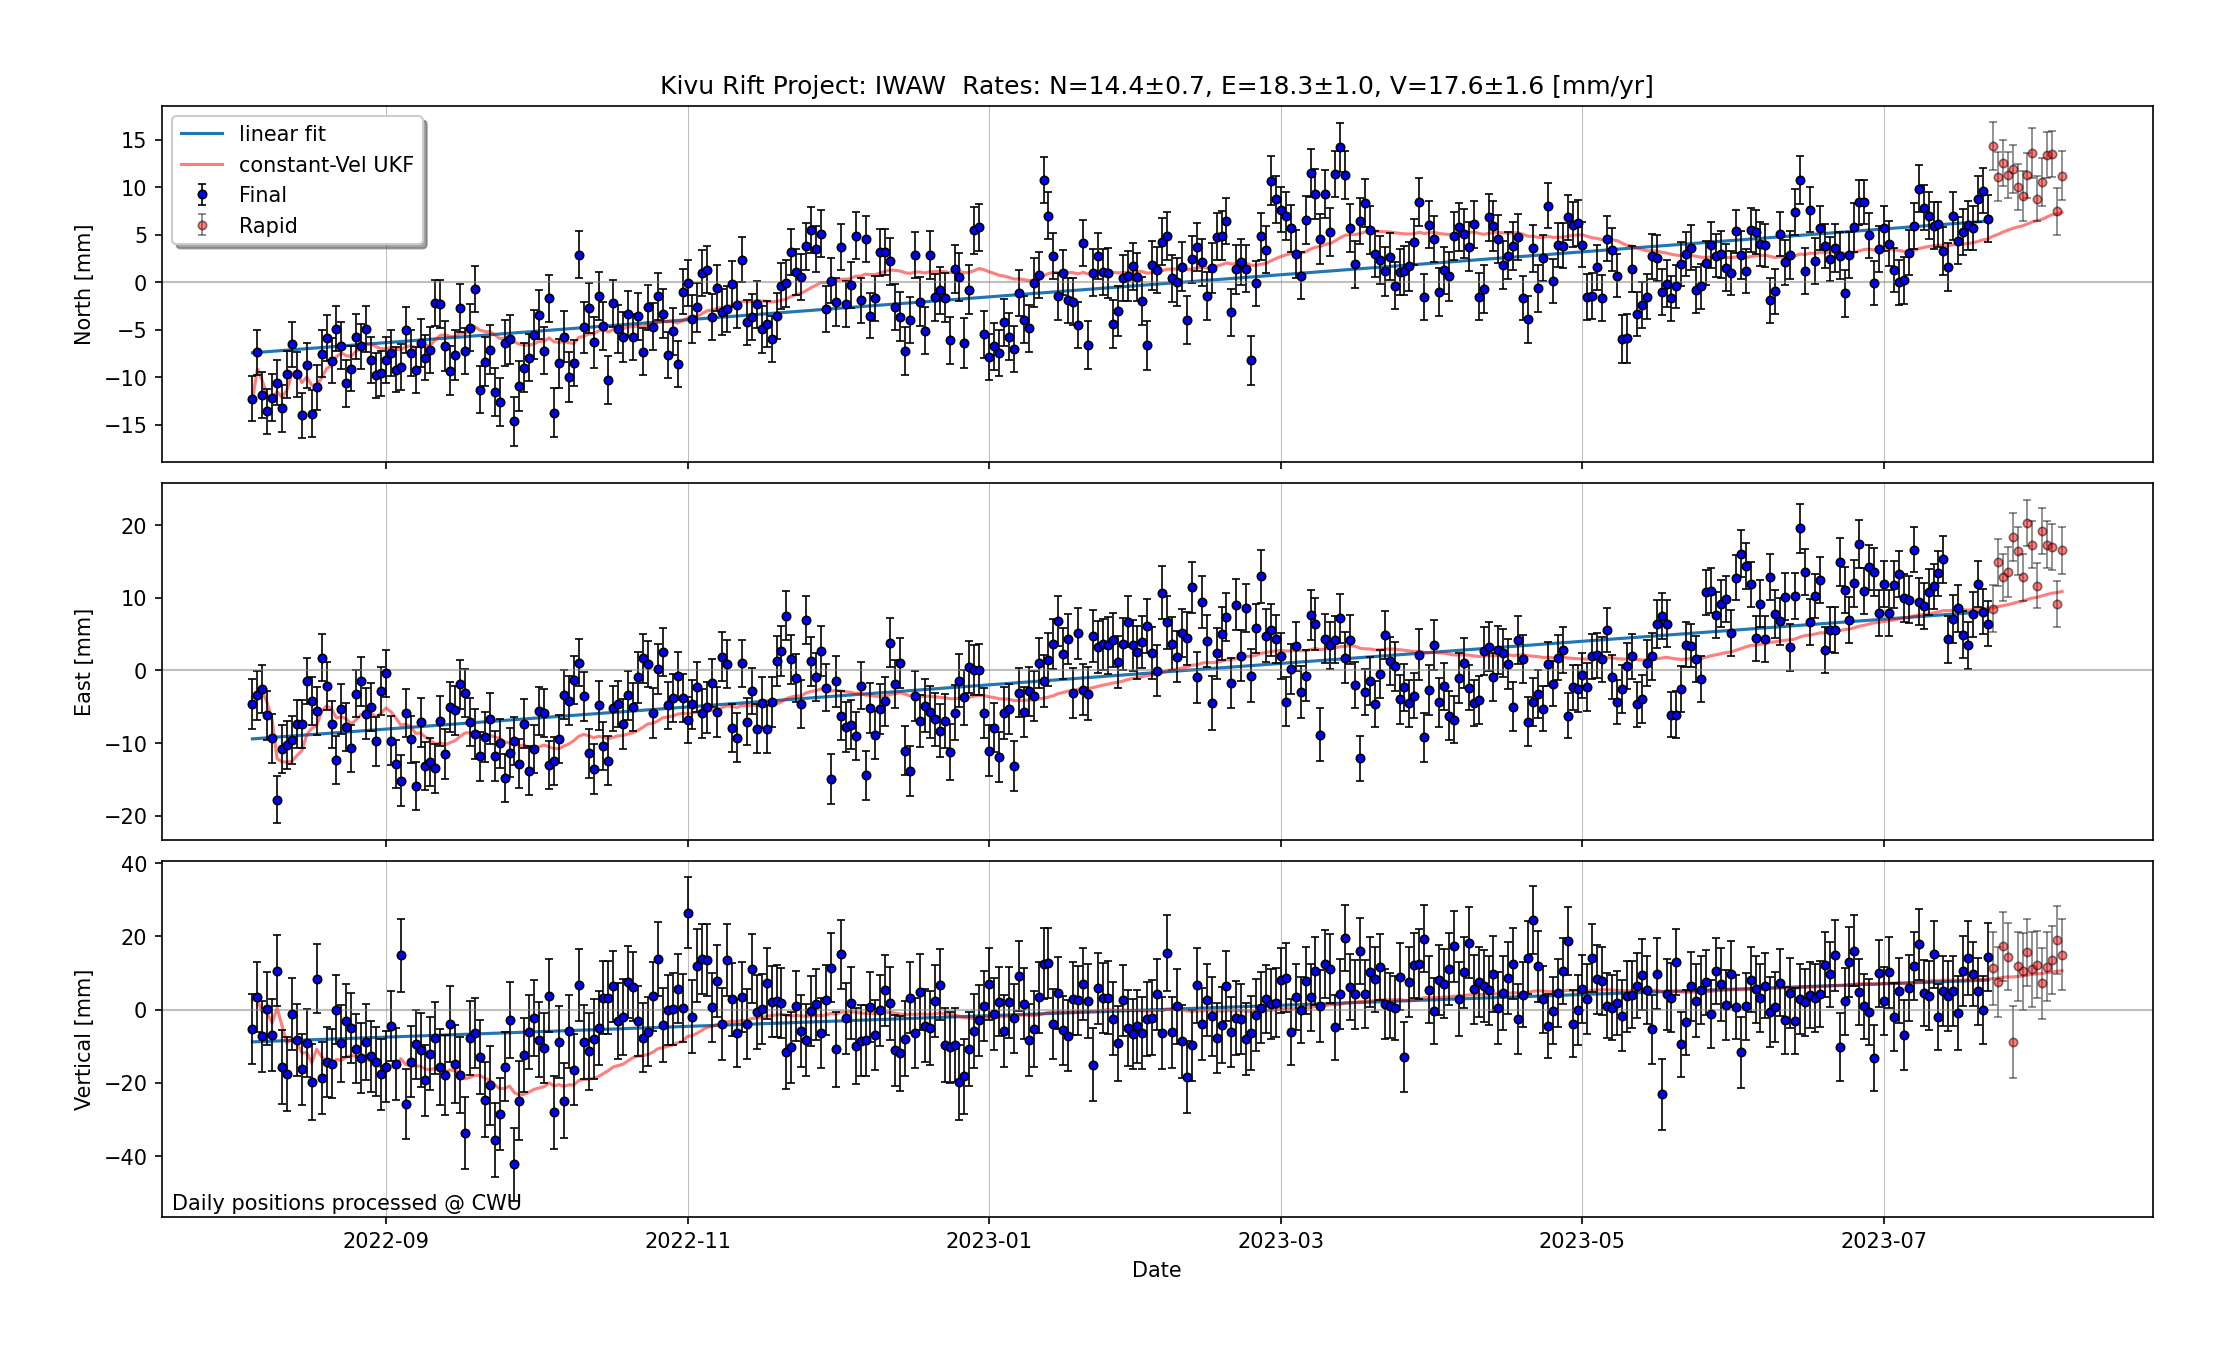 Kivu Rift Project: IWAW  Rates: N=14.4±0.7, E=18.3±1.0, V=17.6±1.6 [mm/yr]
linear fit
constant-Vel UKF
Final
Rapid
North [mm]
15
10
5
0
−5
−10
−15
East [mm]
20
10
0
−10
−20
Vertical [mm]
40
20
0
−20
−40
Daily positions processed @ CWU
2022-09 2022-11 2023-01 2023-03 2023-05 2023-07
Date